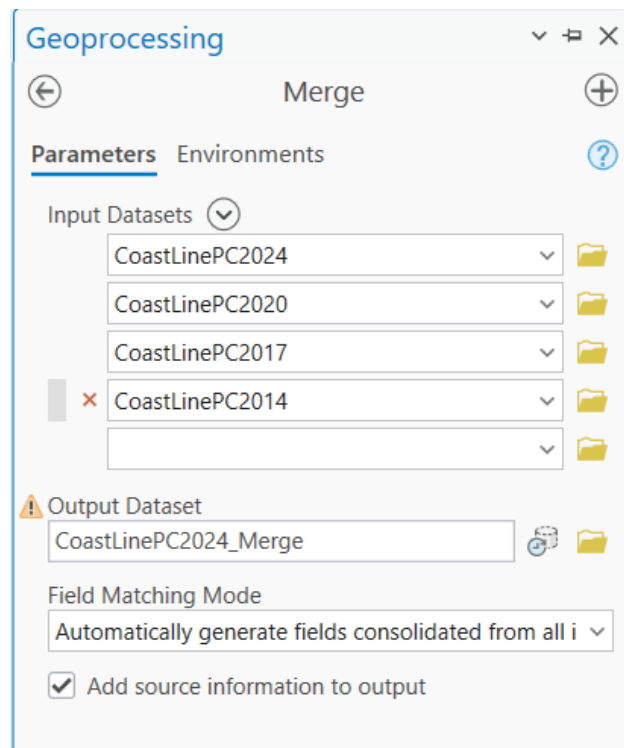 Geoprocessing
Merge
Parameters Environments
Input Datasets
CoastLinePC2024
CoastLinePC2020
CoastLinePC2017
CoastLinePC2014
Output Dataset
CoastLinePC2024_Merge
Field Matching Mode
Automatically generate fields consolidated from all i
Add source information to output